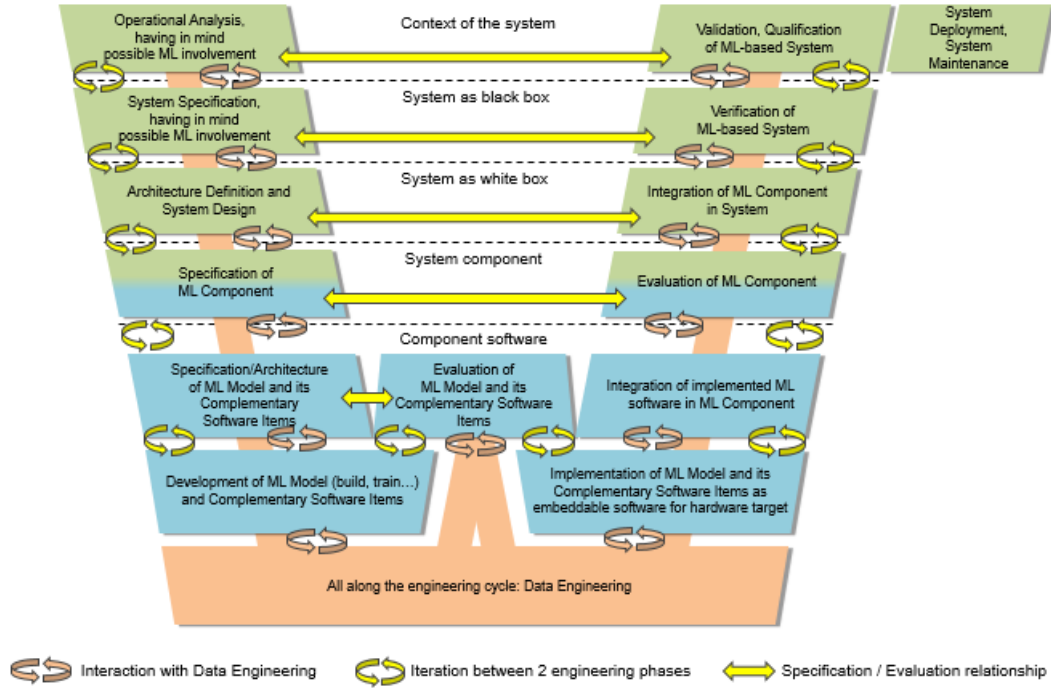 Operational Analysis,
having in mind
possible ML involvement
Context of the system
Validation, Qualification
of ML-based System
System
Deployment,
System
Maintenance
System Specification,
having in mind
possible ML involvement
System as black box
Verification of
ML-based System
Architecture Definition and
System Design
System as white box
Integration of ML Component
in System
Specification of
ML Component
System component
Evaluation of ML Component
Component software
Specification/Architecture
of ML Model and its
Complementary
Software Items
Evaluation of
ML Model and its
Complementary Software
Items
Integration of implemented ML
software in ML Component
Development of ML Model (build, train…)
and Complementary Software Items
Implementation of ML Model and its
Complementary Software Items as
embeddable software for hardware target
All along the engineering cycle: Data Engineering
Interaction with Data Engineering
Iteration between 2 engineering phases
Specification / Evaluation relationship